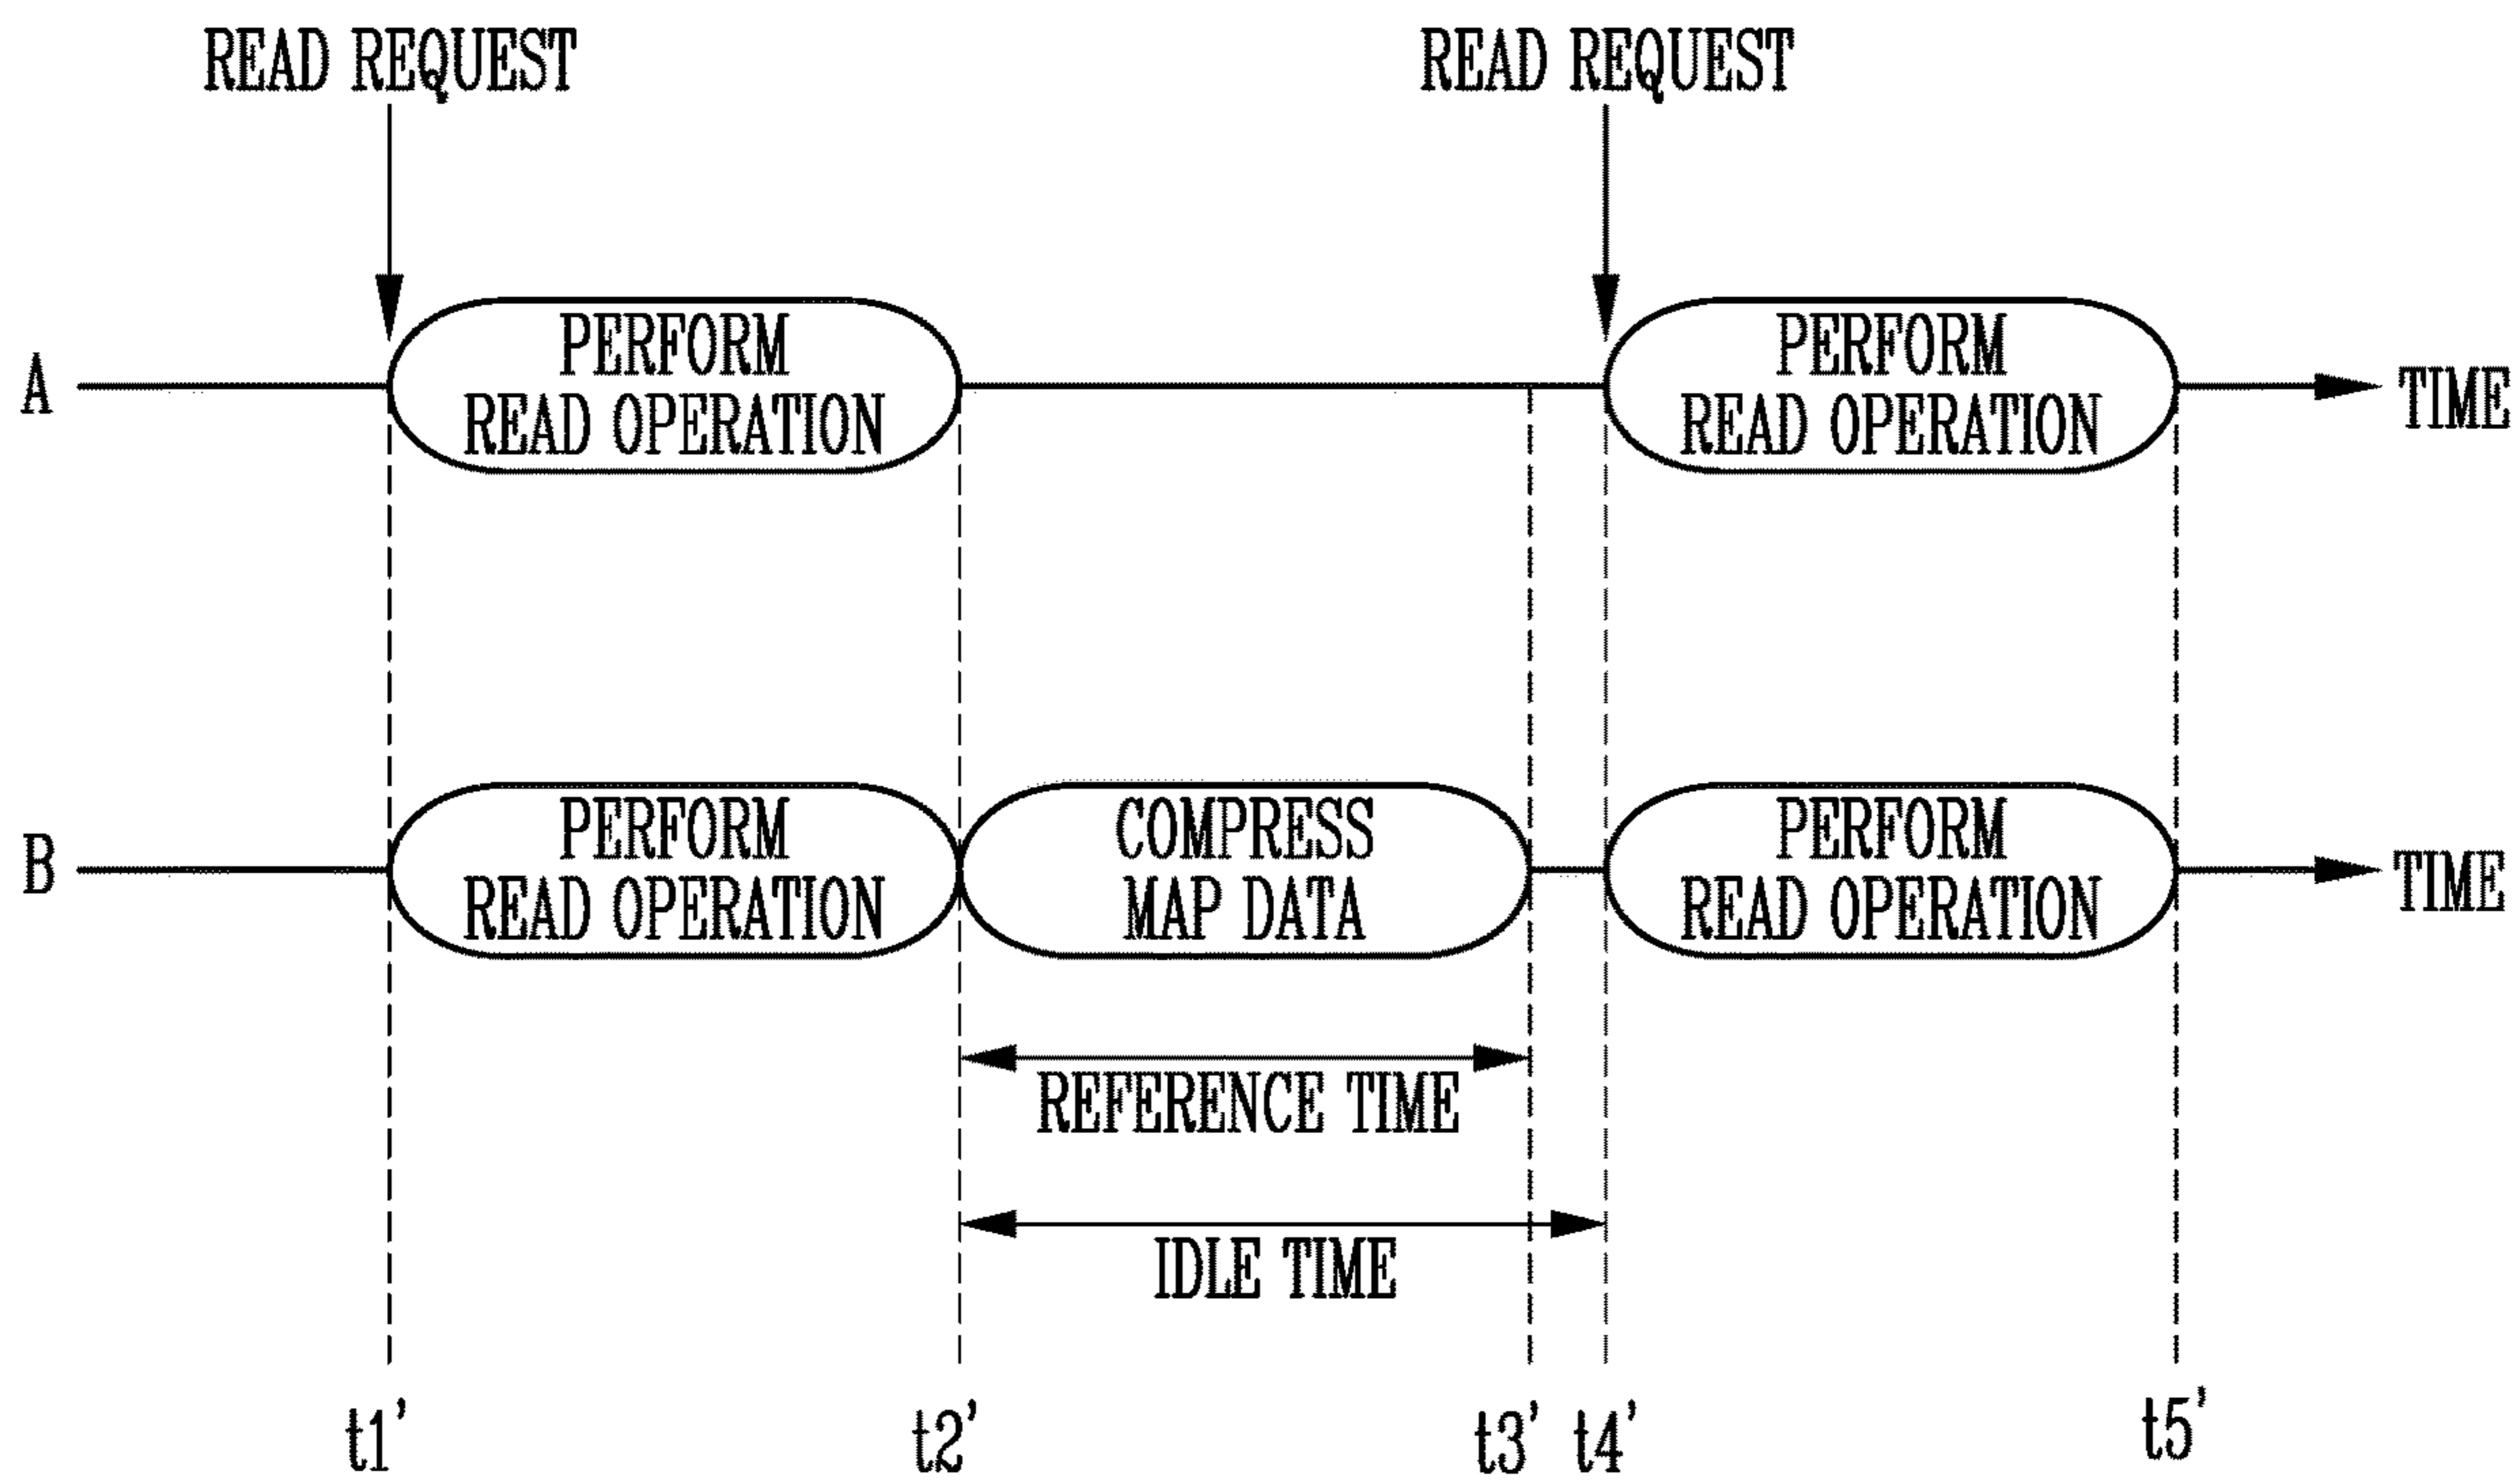 READ REQUEST
READ REQUEST
A
PERFORM
READ OPERATION
PERFORM
READ OPERATION
TIME
B
PERFORM
READ OPERATION
COMPRESS
MAP DATA
PERFORM
READ OPERATION
TIME
REFERENCE TIME
IDLE TIME
t1'
t2'
t3'
t4'
t5'